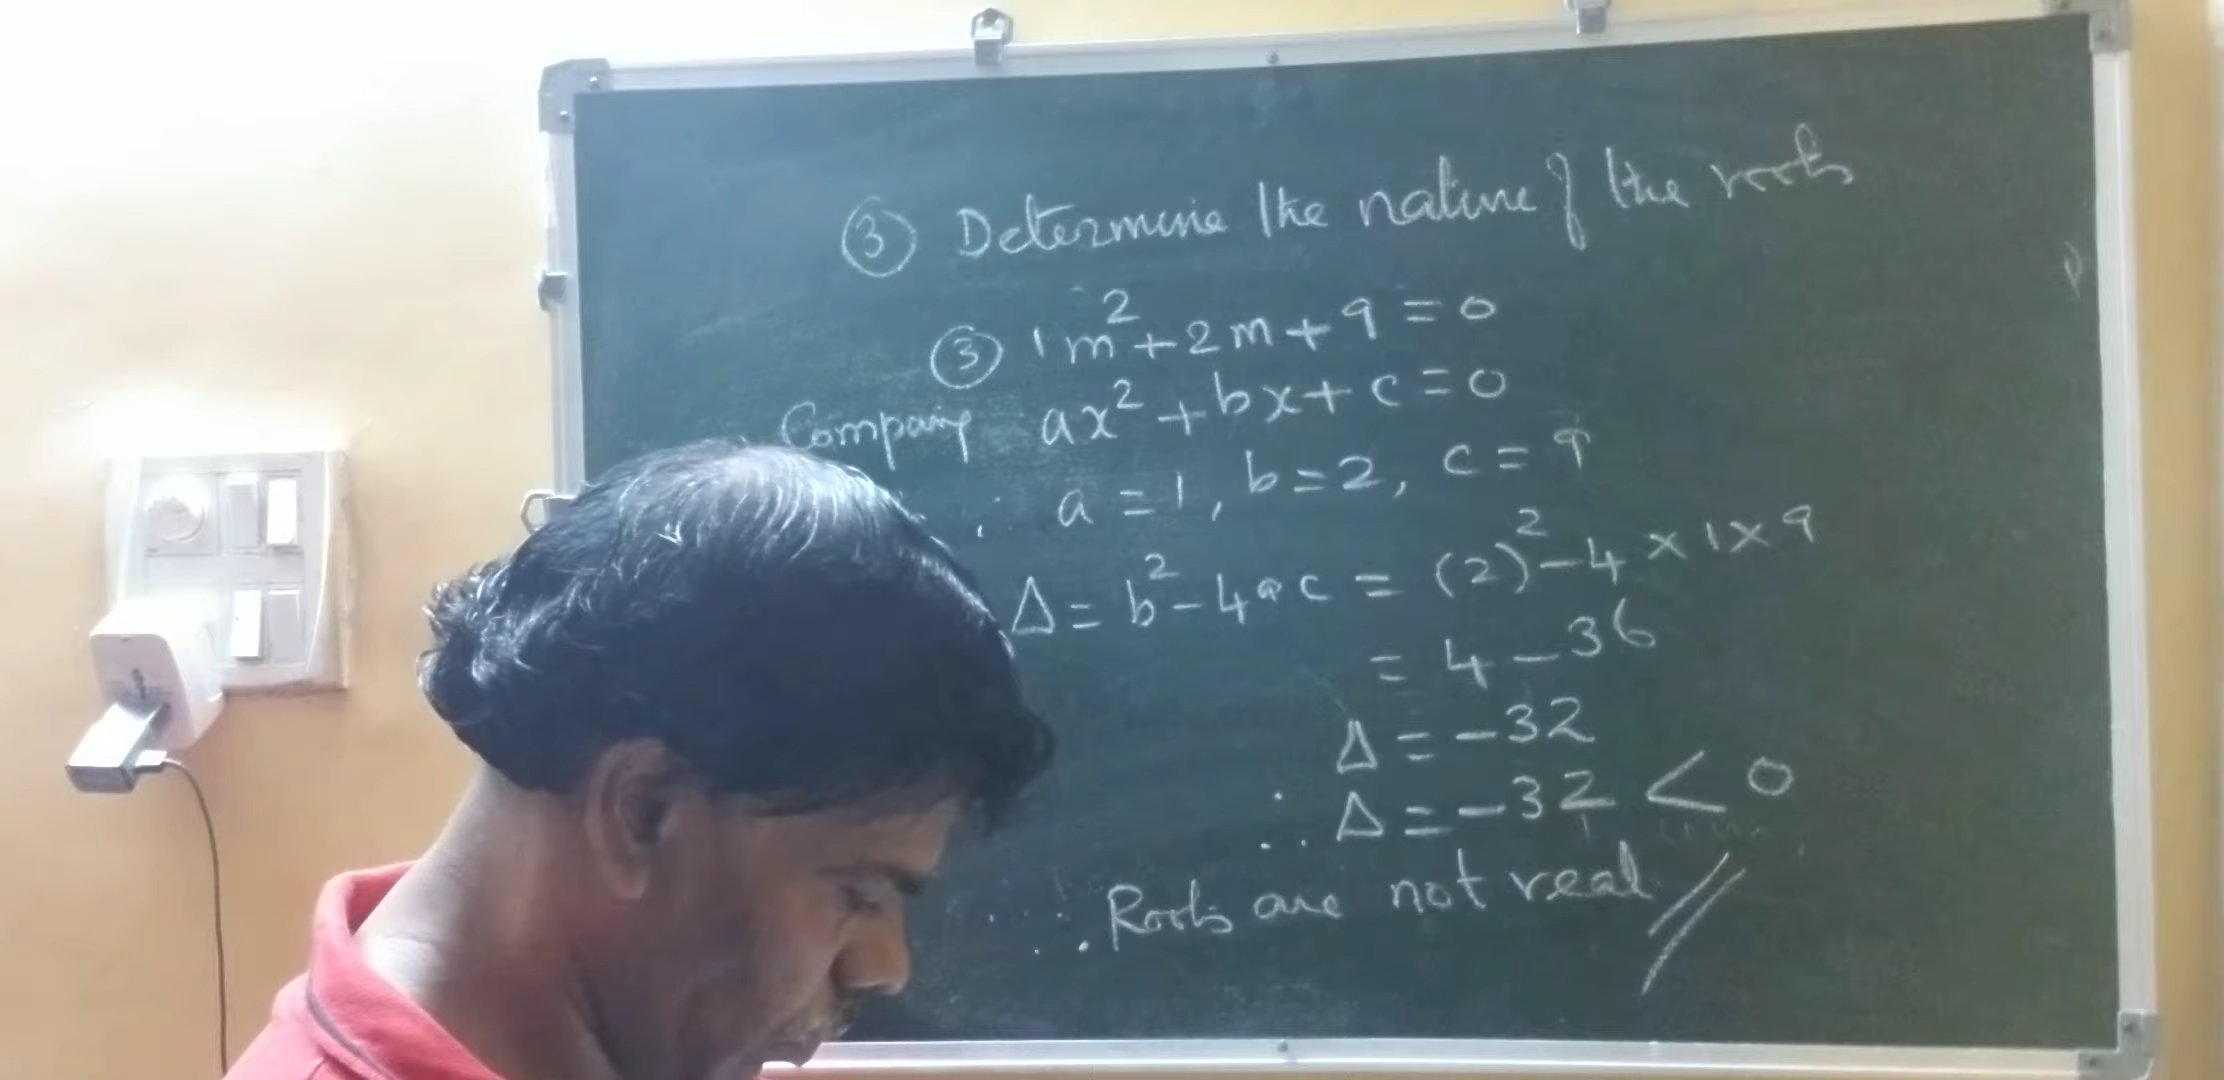 ③ Determine the nature of the roots
③ 1m²+2m+9=0
Comparing ax²+bx+c=0
∴ a=1, b=2, c=9
Δ=b²-4ac=(2)²-4×1×9
=4-36
Δ=-32
∴ Δ=-32<0
∴ Roots are not real //